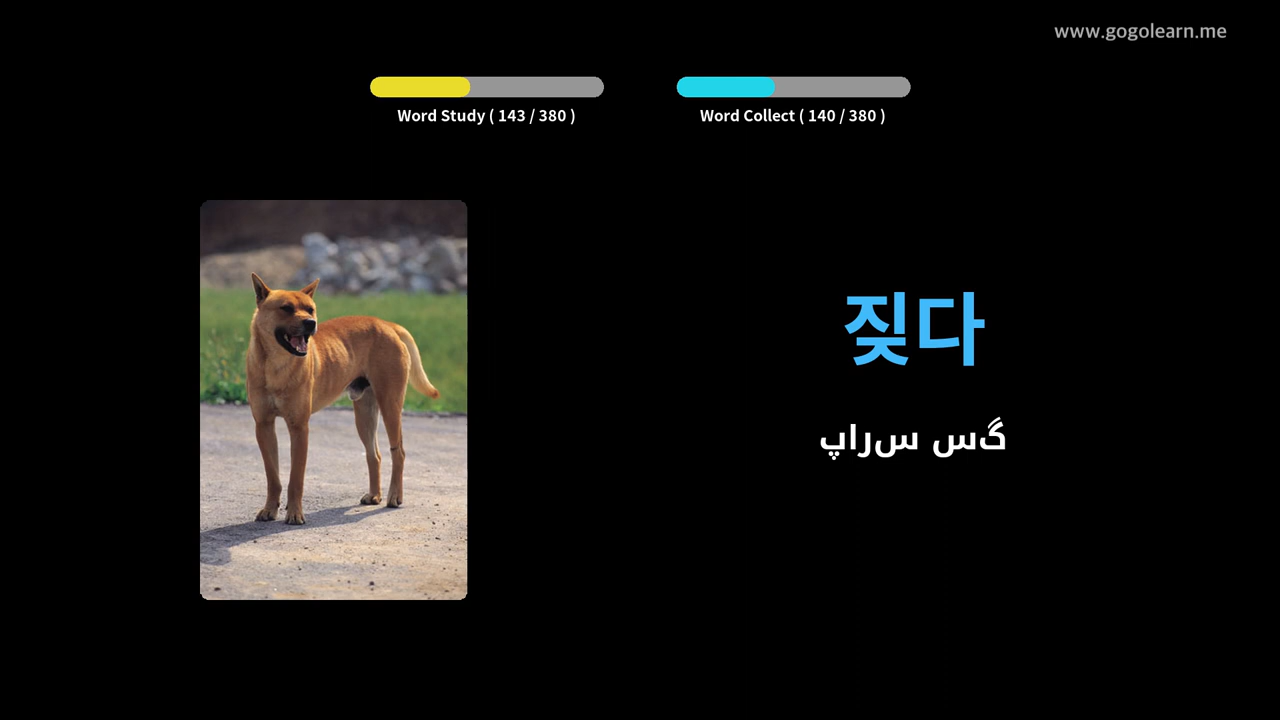 www.gogolearn.me
Word Study ( 143 / 380 )
Word Collect ( 140 / 380 )
짖다
گس سراپ